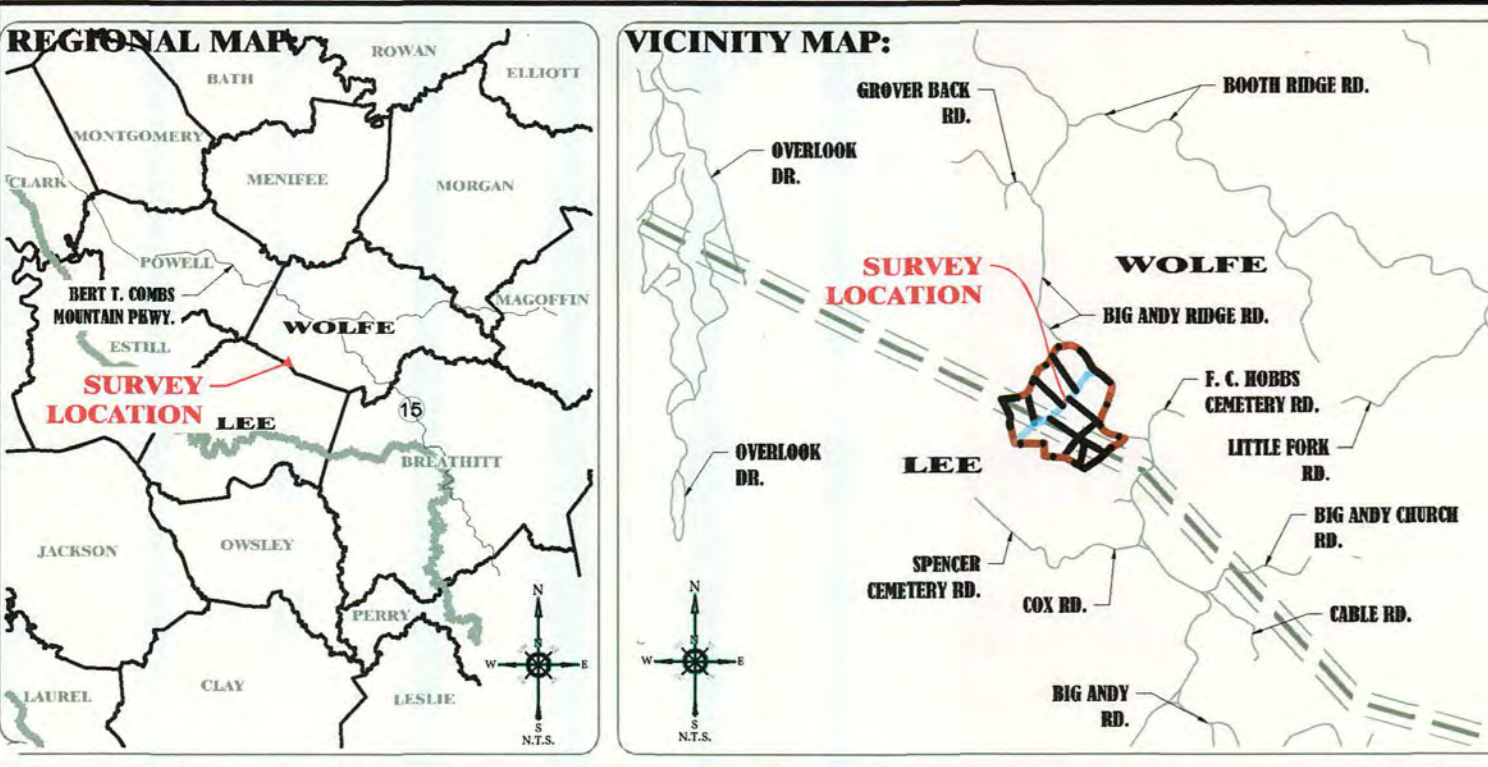 REGIONAL MAP:
ROWAN
BATH
ELLIOTT
MONTGOMERY
CLARK
MENIFEE
MORGAN
POWELL
BERT T. COMBS
MOUNTAIN PKWY.
MAGOFFIN
WOLFE
ESTILL
SURVEY
LOCATION
LEE
15
BREATHITT
JACKSON
OWSLEY
PERRY
CLAY
LAUREL
LESLIE
N
N
W
E
S
N.T.S.
VICINITY MAP:
GROVER BACK
RD.
BOOTH RIDGE RD.
OVERLOOK
DR.
WOLFE
SURVEY
LOCATION
BIG ANDY RIDGE RD.
F. C. HOBBS
CEMETERY RD.
LITTLE FORK
RD.
OVERLOOK
DR.
LEE
BIG ANDY CHURCH
RD.
SPENCER
CEMETERY RD.
COX RD.
CABLE RD.
BIG ANDY
RD.
N
N
W
E
S
N.T.S.